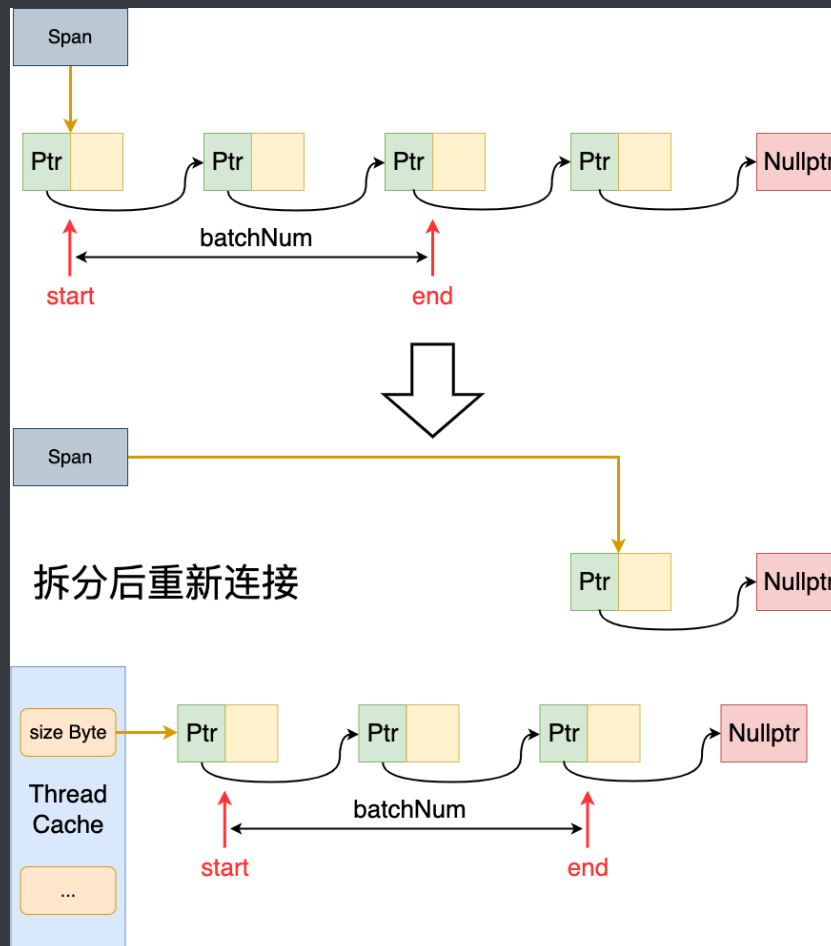 Span
Ptr
Ptr
Ptr
Ptr
Nullptr
batchNum
start
end
Span
Ptr
Nullptr
拆分后重新连接
size Byte
Ptr
Ptr
Ptr
Nullptr
Thread
Cache
batchNum
start
end
...